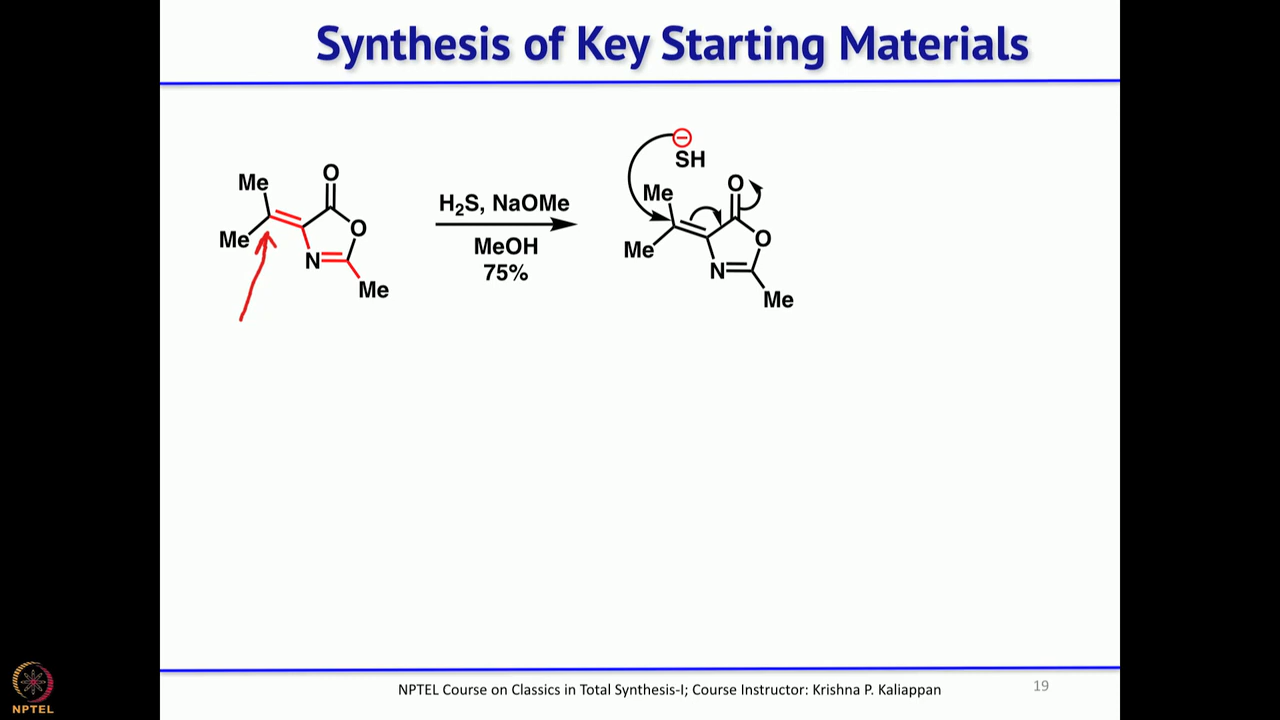 Synthesis of Key Starting Materials
Me
O
Me
O
N
Me
H₂S, NaOMe
MeOH
75%
⊖
SH
Me
O
Me
O
N
Me
NPTEL
NPTEL Course on Classics in Total Synthesis-I; Course Instructor: Krishna P. Kaliappan
19